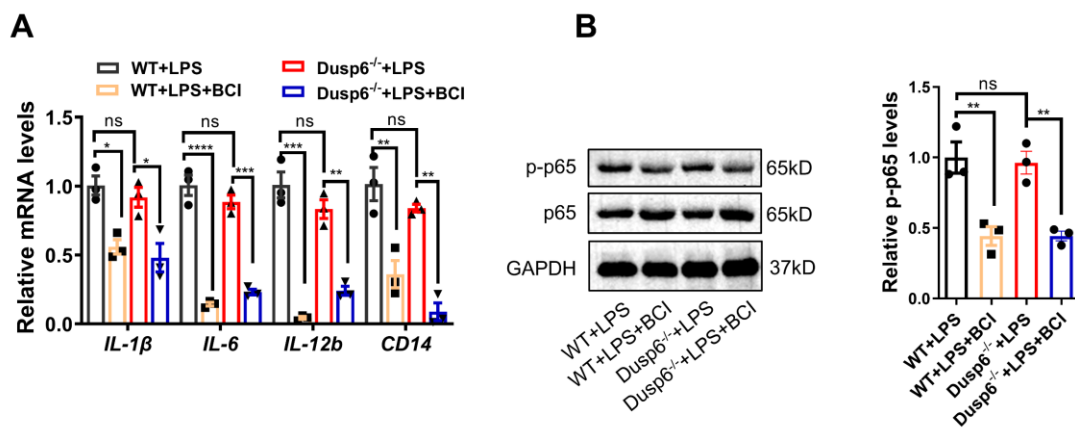 A
WT+LPS
WT+LPS+BCI
Dusp6-/-+LPS
Dusp6-/-+LPS+BCI
Relative mRNA levels
1.5
1.0
0.5
0.0
ns
*
*
ns
****
***
ns
***
**
ns
**
**
IL-1β
IL-6
IL-12b
CD14
B
p-p65
65kD
p65
65kD
GAPDH
37kD
WT+LPS
WT+LPS+BCI
Dusp6-/-+LPS
Dusp6-/-+LPS+BCI
Relative p-p65 levels
1.5
1.0
0.5
0.0
ns
**
**
WT+LPS
WT+LPS+BCI
Dusp6-/-+LPS
Dusp6-/-+LPS+BCI